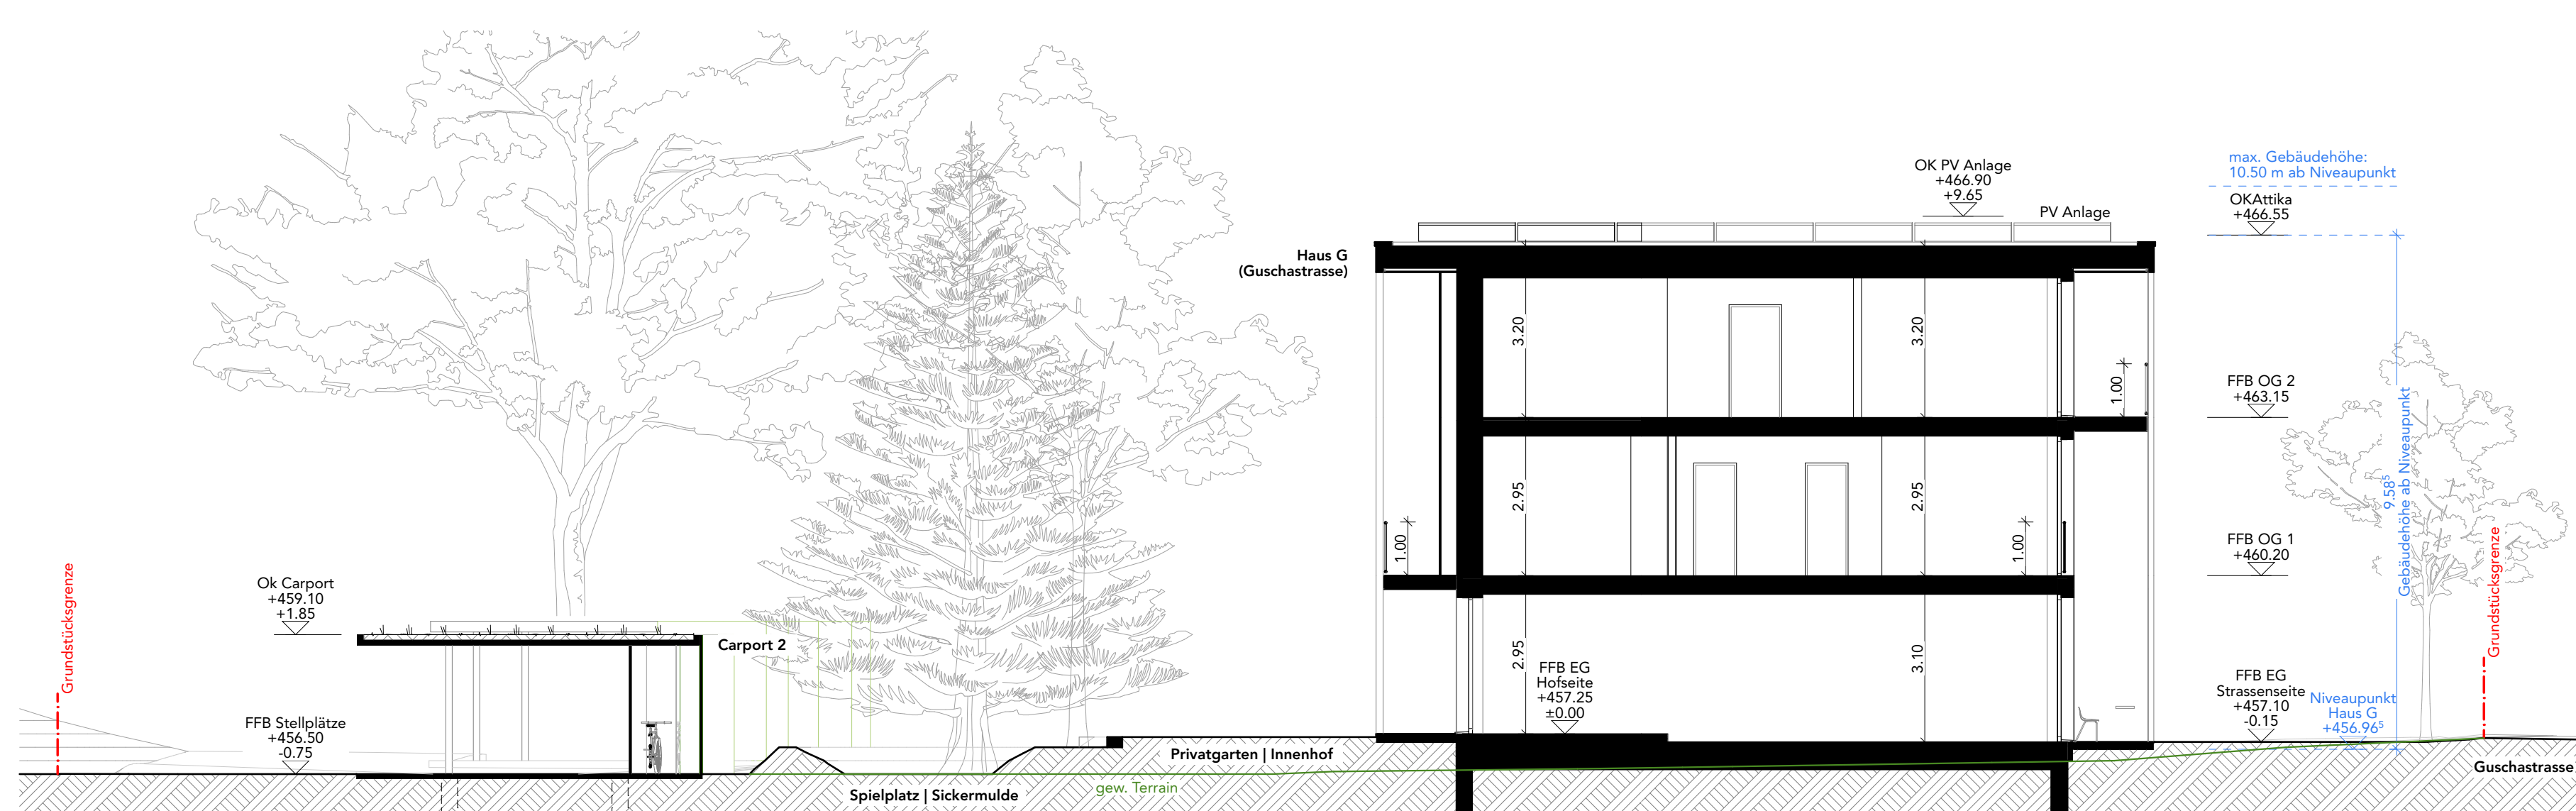 max. Gebäudehöhe:
10.50 m ab Niveaupunkt
OK PV Anlage
+466.90
+9.65
PV Anlage
OKAttika
+466.55
Haus G
(Guschastrasse)
3.20
3.20
1.00
FFB OG 2
+463.15
2.95
2.95
1.00
1.00
9.58⁵
Gebäudehöhe ab Niveaupunkt
FFB OG 1
+460.20
Grundstücksgrenze
Grundstücksgrenze
Ok Carport
+459.10
+1.85
Carport 2
2.95
3.10
FFB EG
Hofseite
+457.25
±0.00
FFB EG
Strassenseite
+457.10
-0.15
Niveaupunkt
Haus G
+456.96⁵
FFB Stellplätze
+456.50
-0.75
Privatgarten | Innenhof
Guschastrasse
gew. Terrain
Spielplatz | Sickermulde